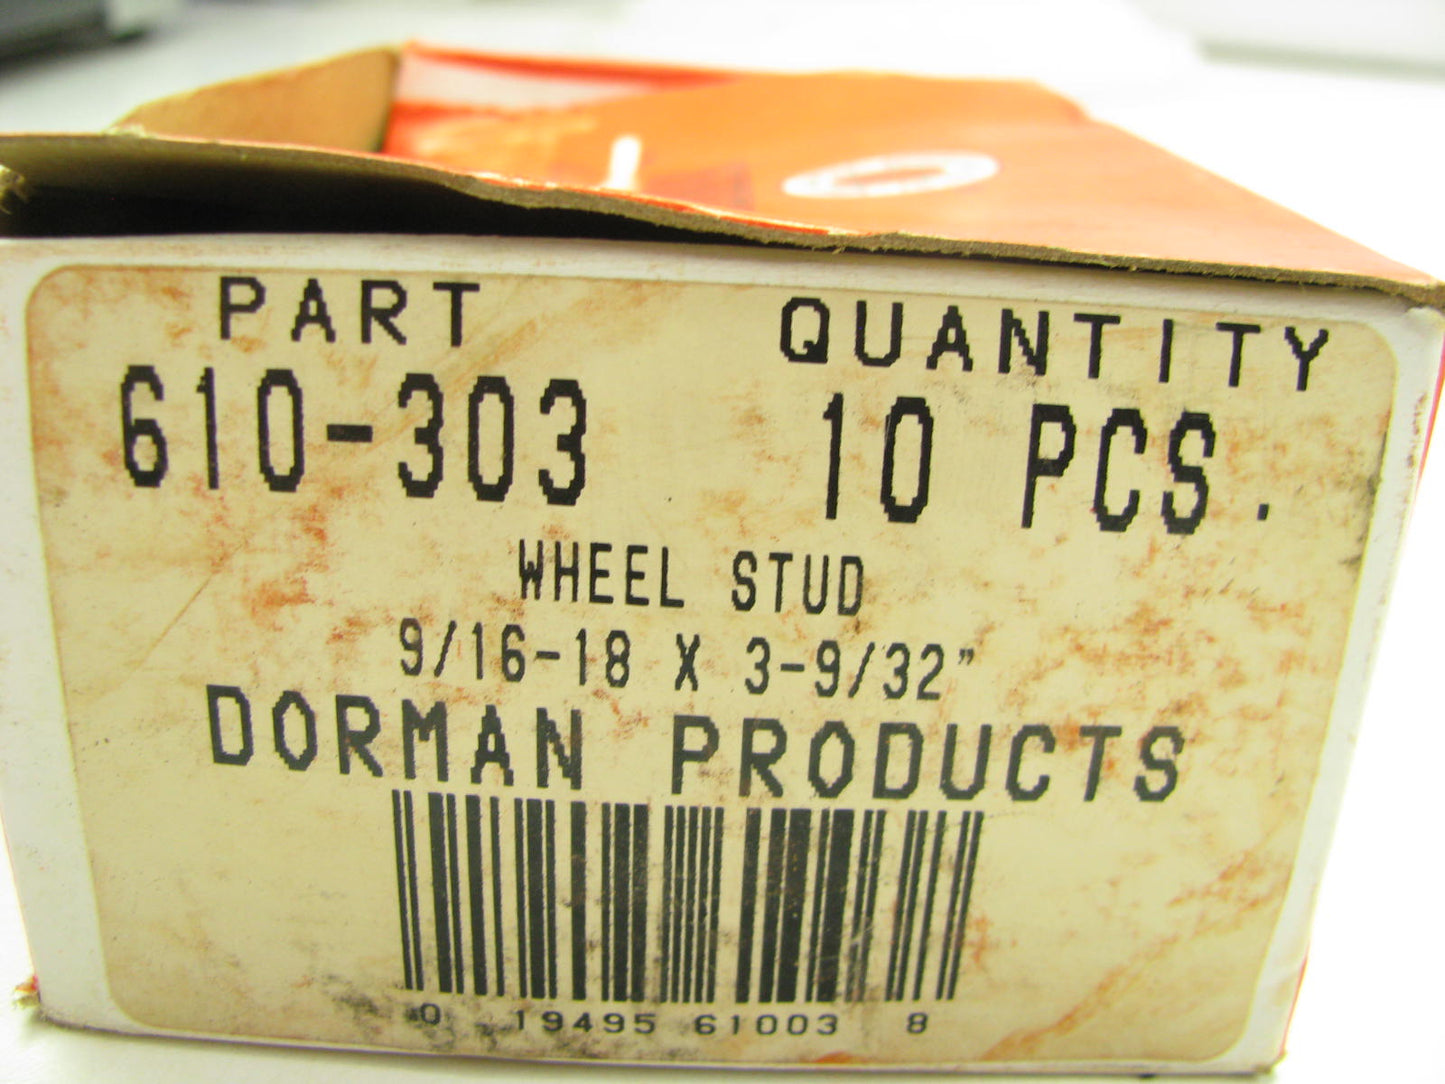 PART QUANTITY
610-303 10 PCS.
WHEEL STUD
9/16-18 X 3-9/32"
DORMAN PRODUCTS
0 19495 61003 8